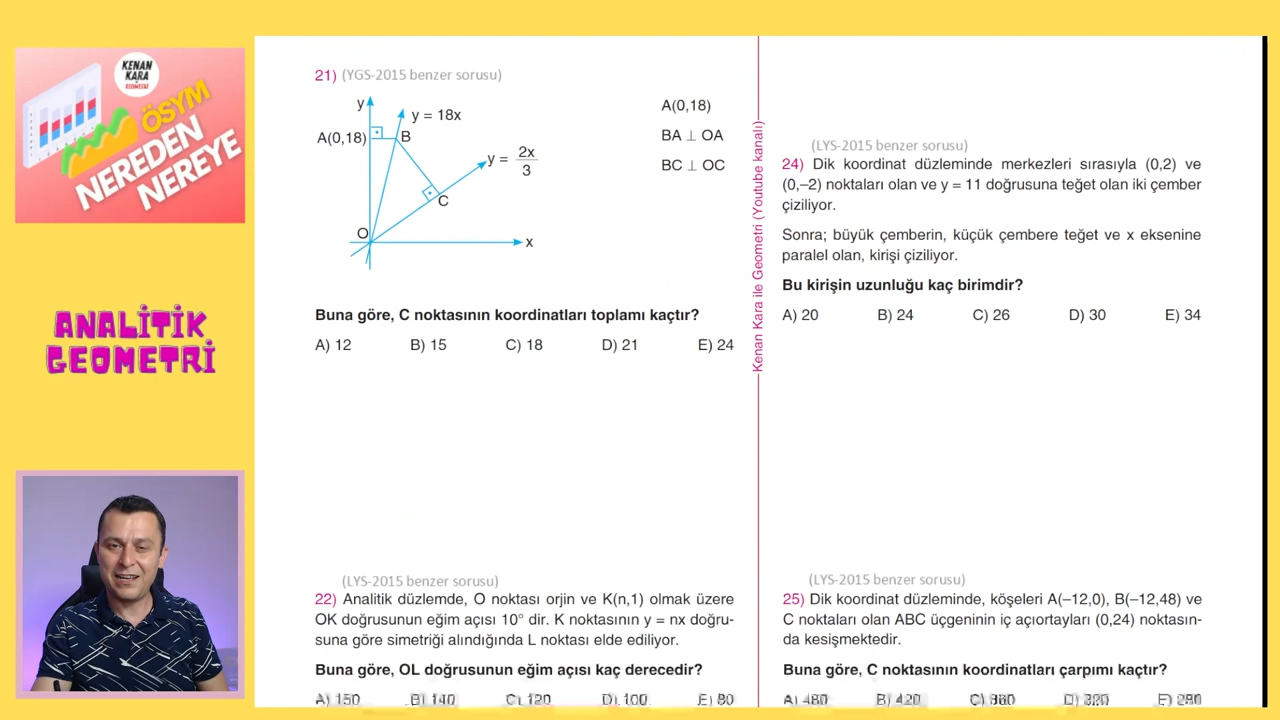 KENAN
KARA
GEOMETRİ
ÖSYM
NEREDEN
NEREYE
ANALİTİK
GEOMETRİ
21) (YGS-2015 benzer sorusu)
y
y = 18x
A(0,18)
B
y = 2x/3
C
O
x
A(0,18)
BA ⊥ OA
BC ⊥ OC
Buna göre, C noktasının koordinatları toplamı kaçtır?
A) 12 B) 15 C) 18 D) 21 E) 24
(LYS-2015 benzer sorusu)
22) Analitik düzlemde, O noktası orjin ve K(n,1) olmak üzere
OK doğrusunun eğim açısı 10° dir. K noktasının y = nx doğru-
suna göre simetriği alındığında L noktası elde ediliyor.
Buna göre, OL doğrusunun eğim açısı kaç derecedir?
A) 150 B) 140 C) 120 D) 100 E) 80
Kenan Kara ile Geometri (Youtube kanalı)
(LYS-2015 benzer sorusu)
24) Dik koordinat düzleminde merkezleri sırasıyla (0,2) ve
(0,–2) noktaları olan ve y = 11 doğrusuna teğet olan iki çember
çiziliyor.
Sonra; büyük çemberin, küçük çembere teğet ve x eksenine
paralel olan, kirişi çiziliyor.
Bu kirişin uzunluğu kaç birimdir?
A) 20 B) 24 C) 26 D) 30 E) 34
(LYS-2015 benzer sorusu)
25) Dik koordinat düzleminde, köşeleri A(–12,0), B(–12,48) ve
C noktaları olan ABC üçgeninin iç açıortayları (0,24) noktasın-
da kesişmektedir.
Buna göre, C noktasının koordinatları çarpımı kaçtır?
A) 480 B) 420 C) D) E)